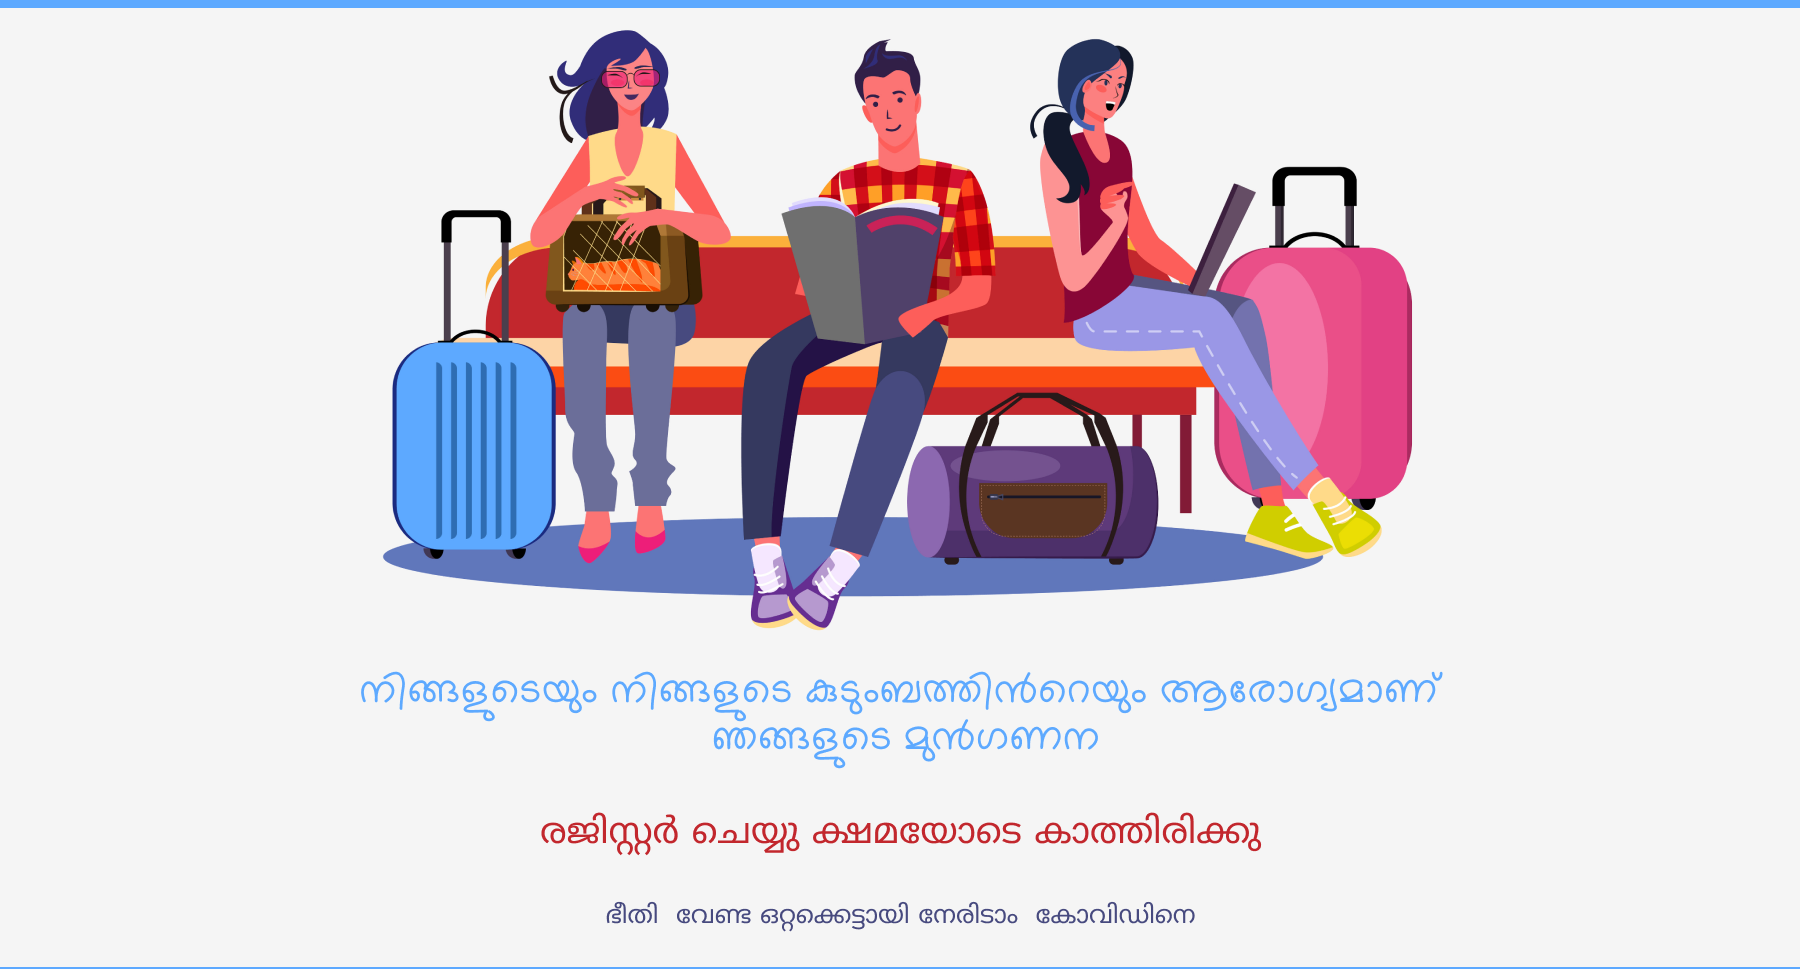 നിങ്ങളുടെയും നിങ്ങളുടെ കുടുംബത്തിൻറെയും ആരോഗ്യമാണ്
ഞങ്ങളുടെ മുൻഗണന
രജിസ്റ്റർ ചെയ്യു ക്ഷമയോടെ കാത്തിരിക്കു
ഭീതി വേണ്ട ഒറ്റക്കെട്ടായി നേരിടാം കോവിഡിനെ